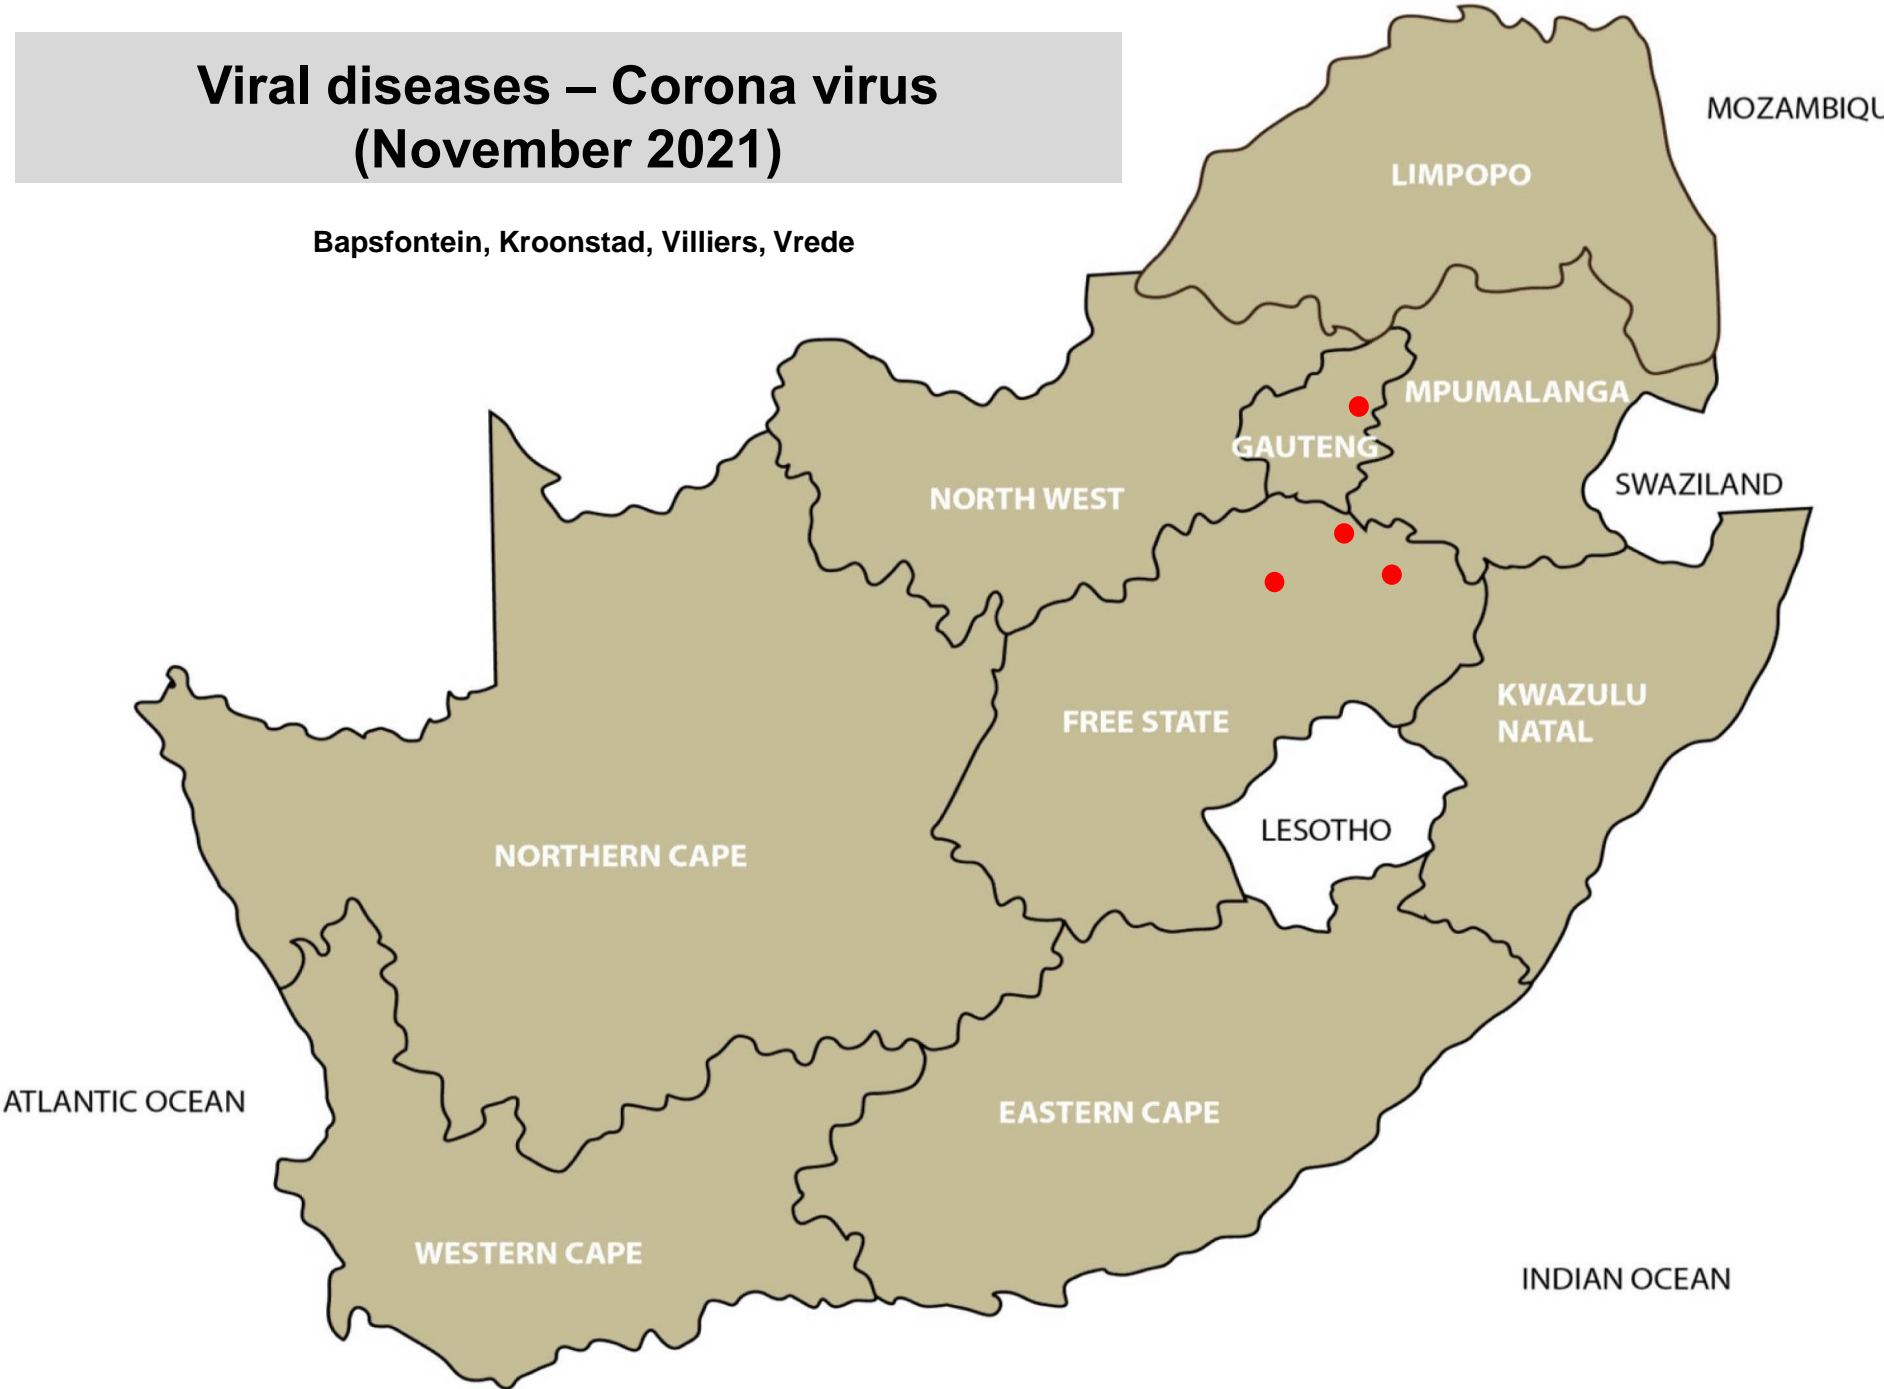 Viral diseases – Corona virus
(November 2021)
Bapsfontein, Kroonstad, Villiers, Vrede
MOZAMBIQU
LIMPOPO
MPUMALANGA
GAUTENG
SWAZILAND
NORTH WEST
KWAZULU
NATAL
FREE STATE
LESOTHO
NORTHERN CAPE
ATLANTIC OCEAN
EASTERN CAPE
WESTERN CAPE
INDIAN OCEAN